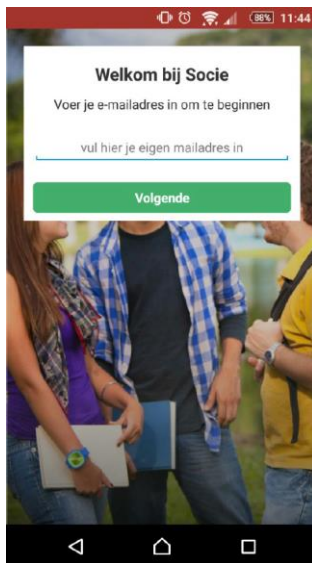 88% 11:44
Welkom bij Socie
Voer je e-mailadres in om te beginnen
vul hier je eigen mailadres in
Volgende